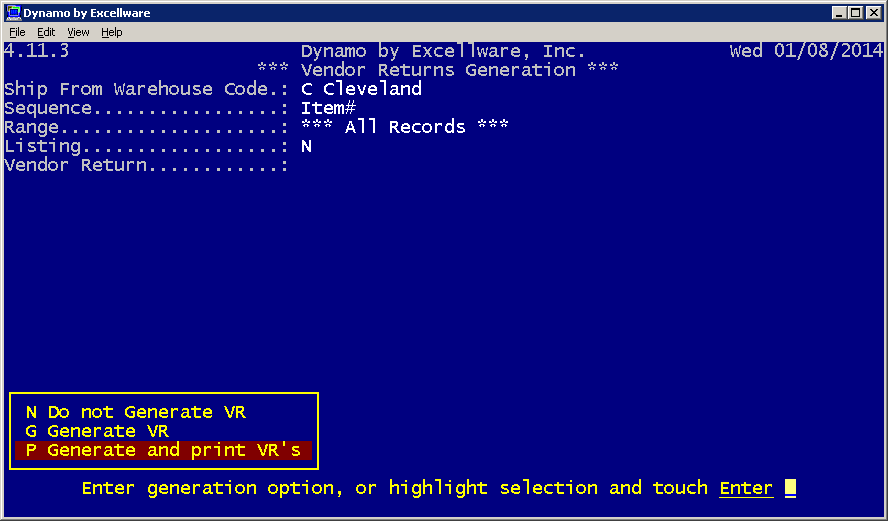 Dynamo by Excellware
File Edit View Help
4.11.3 Dynamo by Excellware, Inc. Wed 01/08/2014
*** Vendor Returns Generation ***
Ship From Warehouse Code.: C Cleveland
Sequence.................: Item#
Range....................: *** All Records ***
Listing..................: N
Vendor Return............:
N Do not Generate VR
G Generate VR
P Generate and print VR's
Enter generation option, or highlight selection and touch Enter